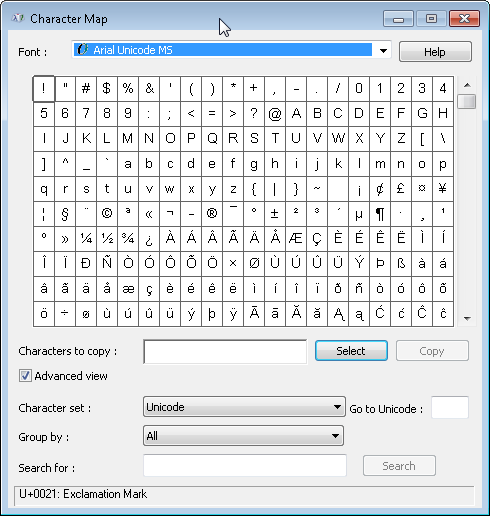 Character Map
Font : Arial Unicode MS Help
! " # $ % & ' ( ) * + , - . / 0 1 2 3 4
5 6 7 8 9 : ; < = > ? @ A B C D E F G H
I J K L M N O P Q R S T U V W X Y Z [ \
] ^ _ ` a b c d e f g h i j k l m n o p
q r s t u v w x y z { | } ~ ¡ ¢ £ ¤ ¥
¦ § ¨ © ª « ¬ - ® ¯ ° ± ² ³ ´ µ ¶ · ¸ ¹
º » ¼ ½ ¾ ¿ À Á Â Ã Ä Å Æ Ç È É Ê Ë Ì Í
Î Ï Ð Ñ Ò Ó Ô Õ Ö × Ø Ù Ú Û Ü Ý Þ ß à á
â ã ä å æ ç è é ê ë ì í î ï ð ñ ò ó ô õ
ö ÷ ø ù ú û ü ý þ ÿ Ā ā Ă ă Ą ą Ć ć Ĉ ĉ
Characters to copy : Select Copy
Advanced view
Character set : Unicode Go to Unicode :
Group by : All
Search for : Search
U+0021: Exclamation Mark